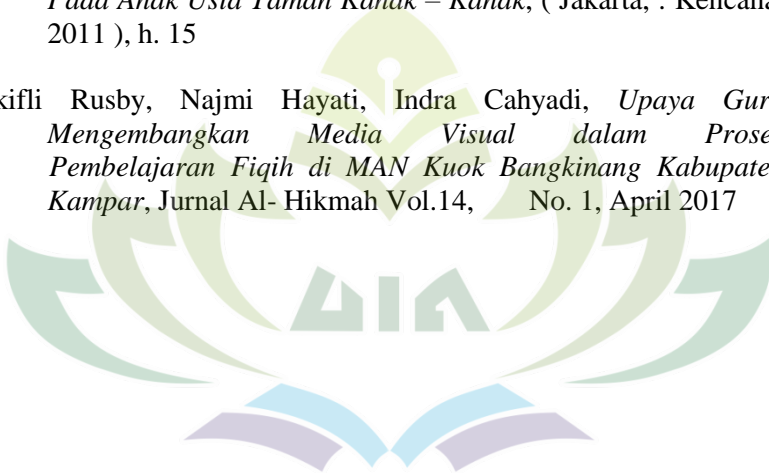 Pada Anak Usia Taman Kanak – Kanak, ( Jakarta, : Kencana
2011 ), h. 15
kifli Rusby, Najmi Hayati, Indra Cahyadi, Upaya Gur
Mengembangkan Media Visual dalam Prose
Pembelajaran Fiqih di MAN Kuok Bangkinang Kabupate
Kampar, Jurnal Al- Hikmah Vol.14, No. 1, April 2017
UIN